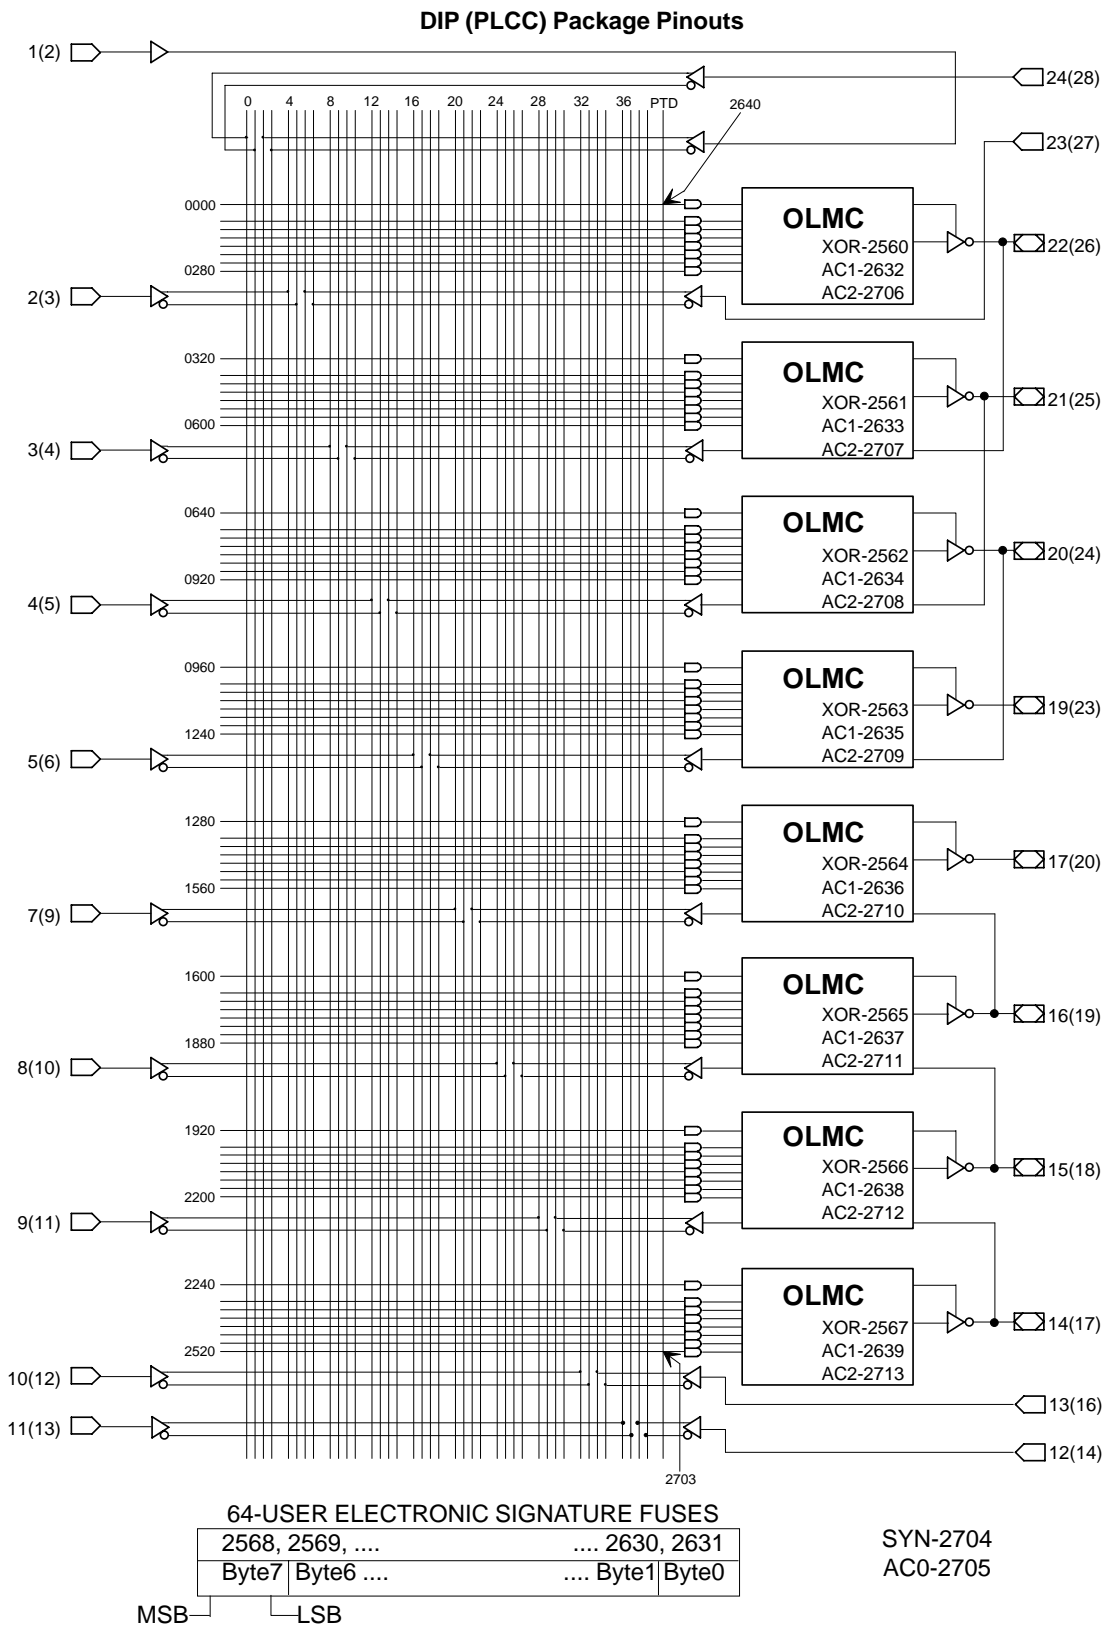 DIP (PLCC) Package Pinouts
1(2)
24(28)
0 4 8 12 16 20 24 28 32 36 PTD 2640
23(27)
0000
OLMC
XOR-2560
22(26)
0280
AC1-2632
AC2-2706
2(3)
0320
OLMC
XOR-2561
21(25)
0600
AC1-2633
AC2-2707
3(4)
0640
OLMC
XOR-2562
20(24)
0920
AC1-2634
AC2-2708
4(5)
0960
OLMC
XOR-2563
19(23)
1240
AC1-2635
AC2-2709
5(6)
1280
OLMC
XOR-2564
17(20)
1560
AC1-2636
AC2-2710
7(9)
1600
OLMC
XOR-2565
16(19)
1880
AC1-2637
AC2-2711
8(10)
1920
OLMC
XOR-2566
15(18)
2200
AC1-2638
AC2-2712
9(11)
2240
OLMC
XOR-2567
14(17)
2520
AC1-2639
AC2-2713
10(12)
13(16)
11(13)
12(14)
2703
64-USER ELECTRONIC SIGNATURE FUSES
2568, 2569, .... .... 2630, 2631
Byte7 Byte6 .... .... Byte1 Byte0
MSB LSB
SYN-2704
AC0-2705